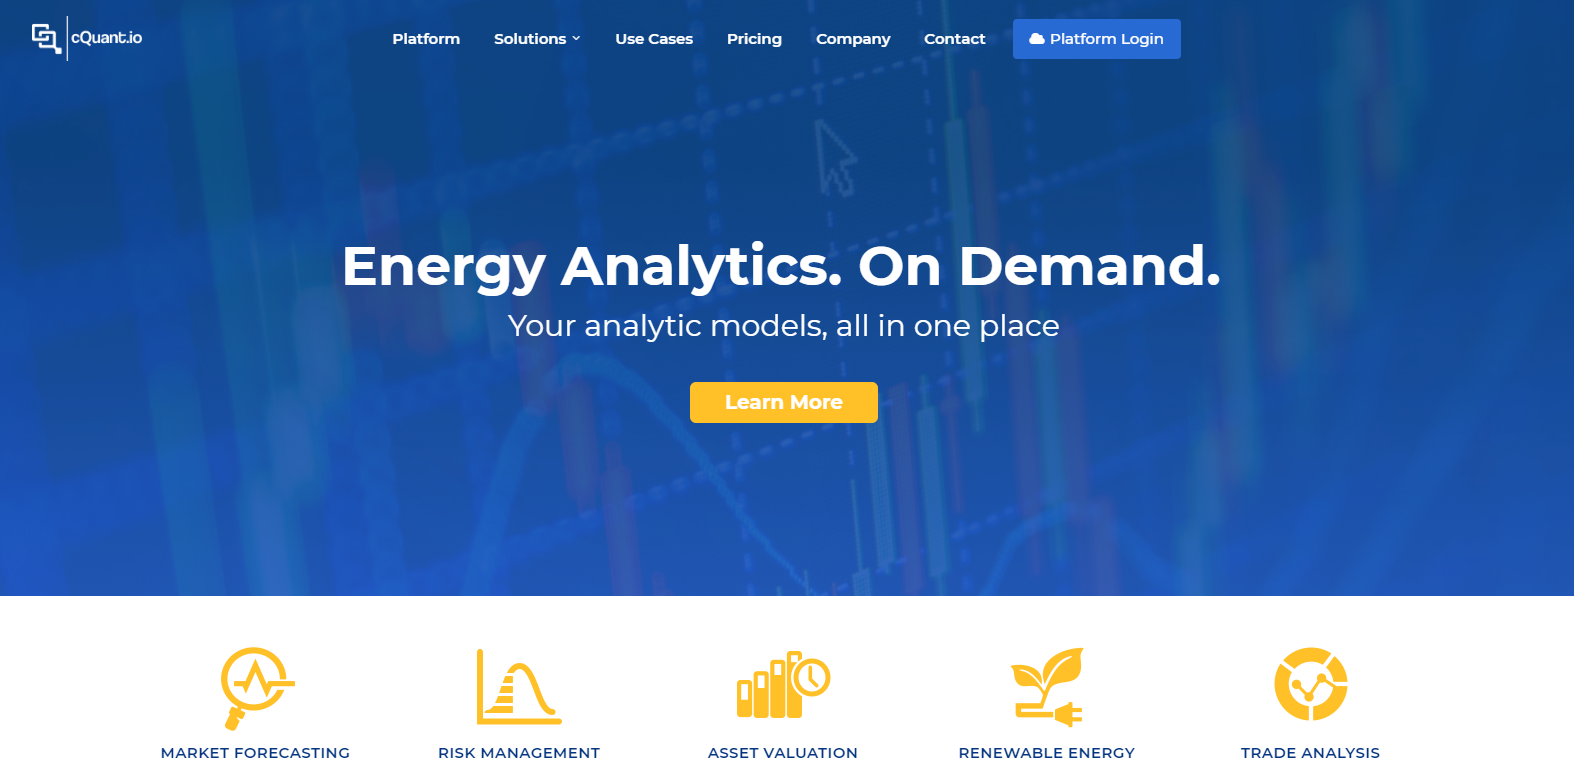 cQuant.io
Platform
Solutions
Use Cases
Pricing
Company
Contact
Platform Login
Energy Analytics. On Demand.
Your analytic models, all in one place
Learn More
MARKET FORECASTING
RISK MANAGEMENT
ASSET VALUATION
RENEWABLE ENERGY
TRADE ANALYSIS